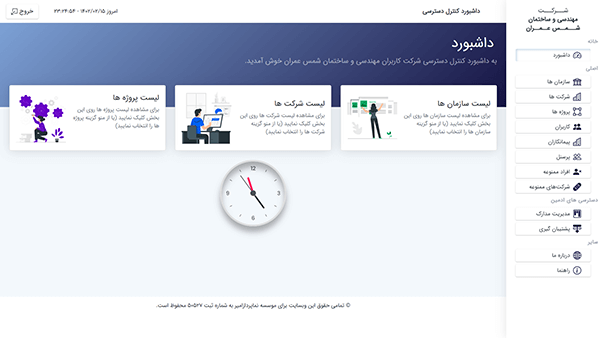 شـــرکـــت
مهندسی و ساختمان
شـــمـــس عـــمـــران
خانه
داشبورد
اصلی
سازمان ها
شرکت ها
پروژه ها
کاربران
پیمانکاران
پرسنل
افراد ممنوعه
شرکت‌های ممنوعه
دسترسی های ادمین
مدیریت مدارک
پشتیبان گیری
سایر
درباره ما
راهنما
داشبورد کنترل دسترسی
امروز ۱۴۰۲/۰۲/۱۵ - ۲۳:۲۴:۵۴
خروج
داشبورد
به داشبورد کنترل دسترسی شرکت کاربران مهندسی و ساختمان شمس عمران خوش آمدید.
لیست سازمان ها
برای مشاهده لیست سازمان ها روی این
بخش کلیک نمایید (یا از منو گزینه
سازمان ها را انتخاب نمایید)
لیست شرکت ها
برای مشاهده لیست شرکت ها روی این
بخش کلیک نمایید (یا از منو گزینه
شرکت ها را انتخاب نمایید)
لیست پروژه ها
برای مشاهده لیست پروژه ها روی این
بخش کلیک نمایید (یا از منو گزینه پروژه
ها را انتخاب نمایید)
12
3
6
9
© تمامی حقوق این وبسایت برای موسسه نماپردازامیر به شماره ثبت ۵۰۵۲۷ محفوظ است.